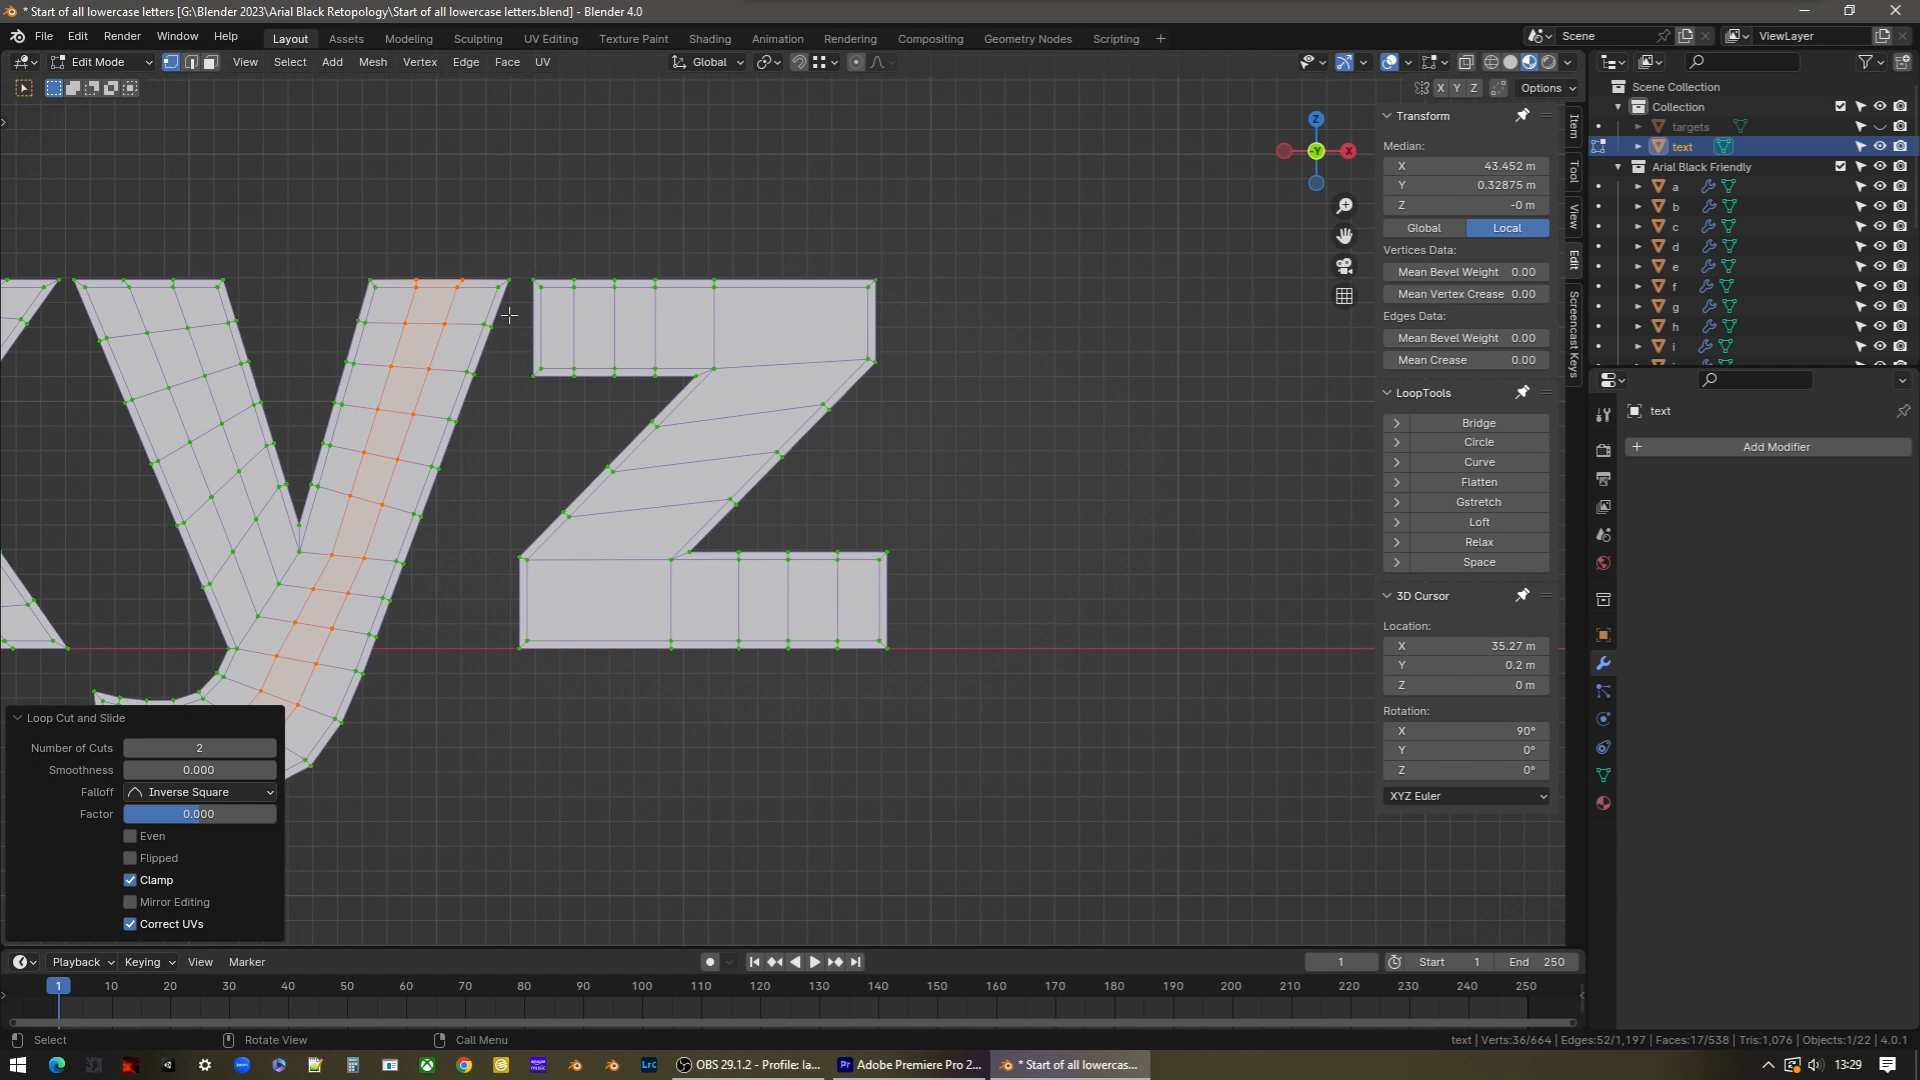 * Start of all lowercase letters [G:\Blender 2023\Arial Black Retopology\Start of all lowercase letters.blend] - Blender 4.0
File Edit Render Window Help Layout Assets Modeling Sculpting UV Editing Texture Paint Shading Animation Rendering Compositing Geometry Nodes Scripting + Scene ViewLayer
Edit Mode View Select Add Mesh Vertex Edge Face UV Global
X Y Z Options
Scene Collection
Collection
targets
text
Arial Black Friendly
a
b
c
d
e
f
g
h
i
Z
-Y X
Transform
Median:
X 43.452 m
Y 0.32875 m
Z -0 m
Global Local
Vertices Data:
Mean Bevel Weight 0.00
Mean Vertex Crease 0.00
Edges Data:
Mean Bevel Weight 0.00
Mean Crease 0.00
LoopTools
Bridge
Circle
Curve
Flatten
Gstretch
Loft
Relax
Space
3D Cursor
Location:
X 35.27 m
Y 0.2 m
Z 0 m
Rotation:
X 90°
Y 0°
Z 0°
XYZ Euler
Item
Tool
View
Edit
Screencast Keys
text
Add Modifier
yz
Loop Cut and Slide
Number of Cuts 2
Smoothness 0.000
Falloff Inverse Square
Factor 0.000
Even
Flipped
Clamp
Mirror Editing
Correct UVs
Playback Keying View Marker 1 Start 1 End 250
1 10 20 30 40 50 60 70 80 90 100 110 120 130 140 150 160 170 180 190 200 210 220 230 240 250
Select Rotate View Call Menu text | Verts:36/664 | Edges:52/1,197 | Faces:17/538 | Tris:1,076 | Objects:1/22 | 4.0.1
Lrc OBS 29.1.2 - Profile: la... Pr Adobe Premiere Pro 2... * Start of all lowercas... 13:29